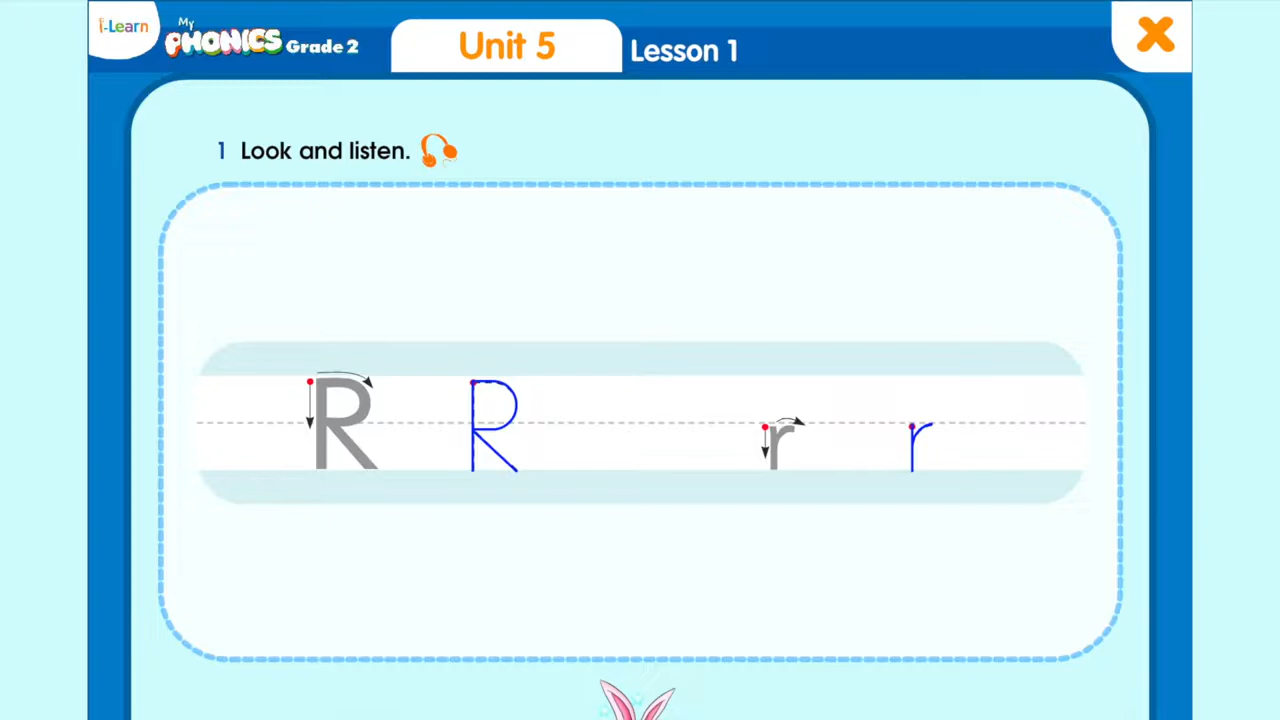 i-Learn
My
PHONICS Grade 2
Unit 5
Lesson 1
1 Look and listen.
R R r r